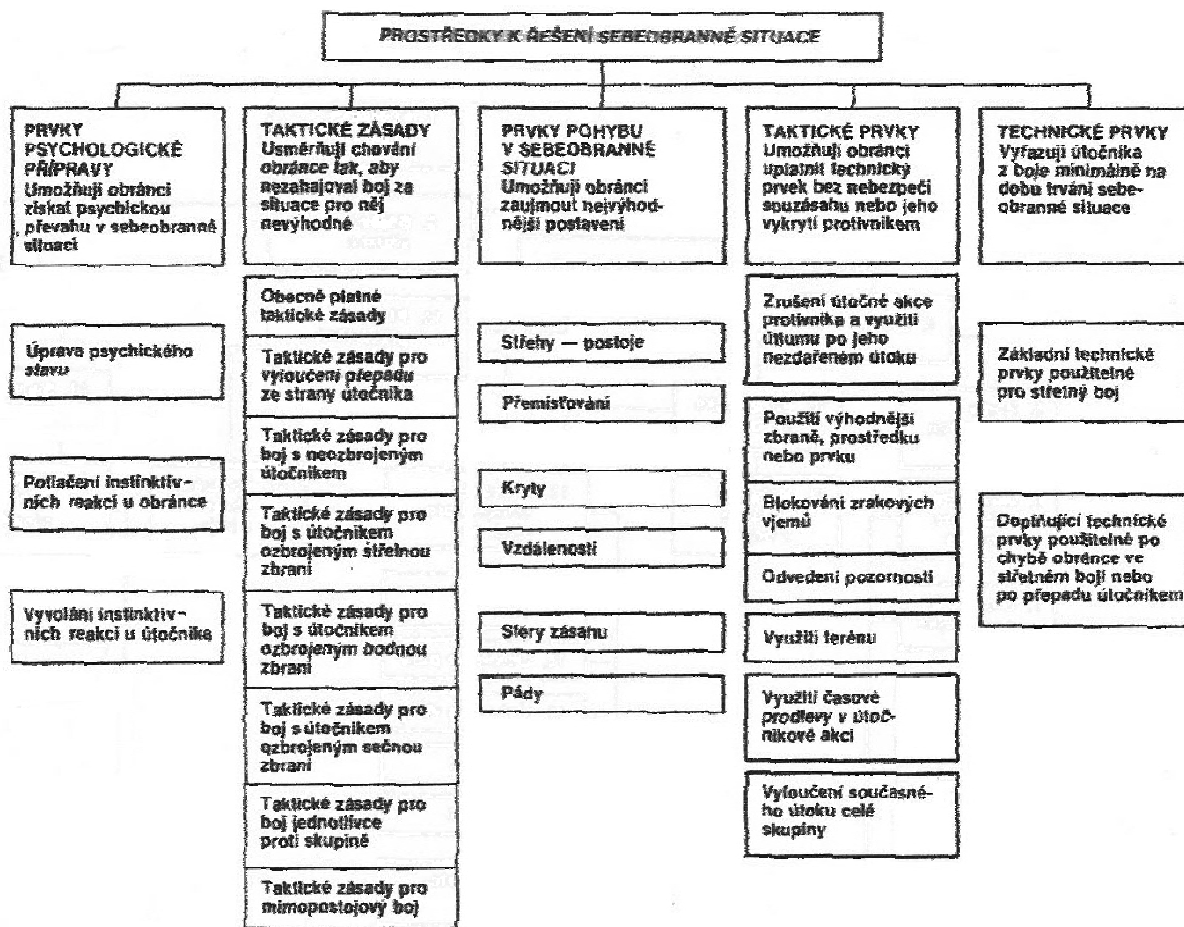 PROSTŘEDKY K ŘEŠENÍ SEBEOBRANNÉ SITUACE
PRVKY
PSYCHOLOGICKÉ
PŘÍPRAVY
Umožňují obránci
získat psychickou
převahu v sebeobranné
situaci
Úprava psychického
stavu
Potlačení instinktiv-
ních reakcí u obránce
Vyvolání instinktiv-
ních reakcí u útočníka
TAKTICKÉ ZÁSADY
Usměrňují chování
obránce tak, aby
nezahajoval boj za
situace pro něj
nevýhodné
Obecně platné
taktické zásady
Taktické zásady pro
vyloučení přepadu
ze strany útočníka
Taktické zásady pro
boj s neozbrojeným
útočníkem
Taktické zásady pro
boj s útočníkem
ozbrojeným střelnou
zbraní
Taktické zásady pro
boj s útočníkem
ozbrojeným bodnou
zbraní
Taktické zásady pro
boj s útočníkem
ozbrojeným sečnou
zbraní
Taktické zásady pro
boj jednotlivce
proti skupině
Taktické zásady pro
mimopostojový boj
PRVKY POHYBU
V SEBEOBRANNÉ
SITUACI
Umožňují obránci
zaujmout nejvýhod-
nější postavení
Střehy — postoje
Přemisťování
Kryty
Vzdálenosti
Sféry zásahu
Pády
TAKTICKÉ PRVKY
Umožňují obránci
uplatnit technický
prvek bez nebezpečí
souzásahu nebo jeho
vykrytí protivníkem
Zrušení útočné akce
protivníka a využití
útlumu po jeho
nezdařeném útoku
Použití výhodnější
zbraně, prostředku
nebo prvku
Blokování zrakových
vjemů
Odvedení pozornosti
Využití terénu
Využití časové
prodlevy v útoč-
níkově akci
Vyloučení současné-
ho útoku celé
skupiny
TECHNICKÉ PRVKY
Vyřazují útočníka
z boje minimálně na
dobu trvání sebe-
obranné situace
Základní technické
prvky použitelné
pro střetný boj
Doplňující technické
prvky použitelné po
chybě obránce ve
střetném boji nebo
po přepadu útočníkem